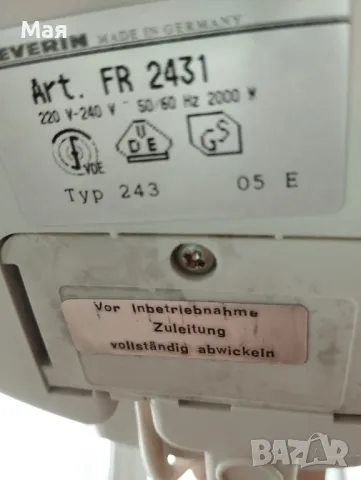 Мая
SEVERIN MADE IN GERMANY
Art. FR 2431
220 V-240 V ~ 50/60 Hz 2000 W
VDE
UDE
GS
Typ 243 05 E
Vor Inbetriebnahme
Zuleitung
vollständig abwickeln
BAZAR